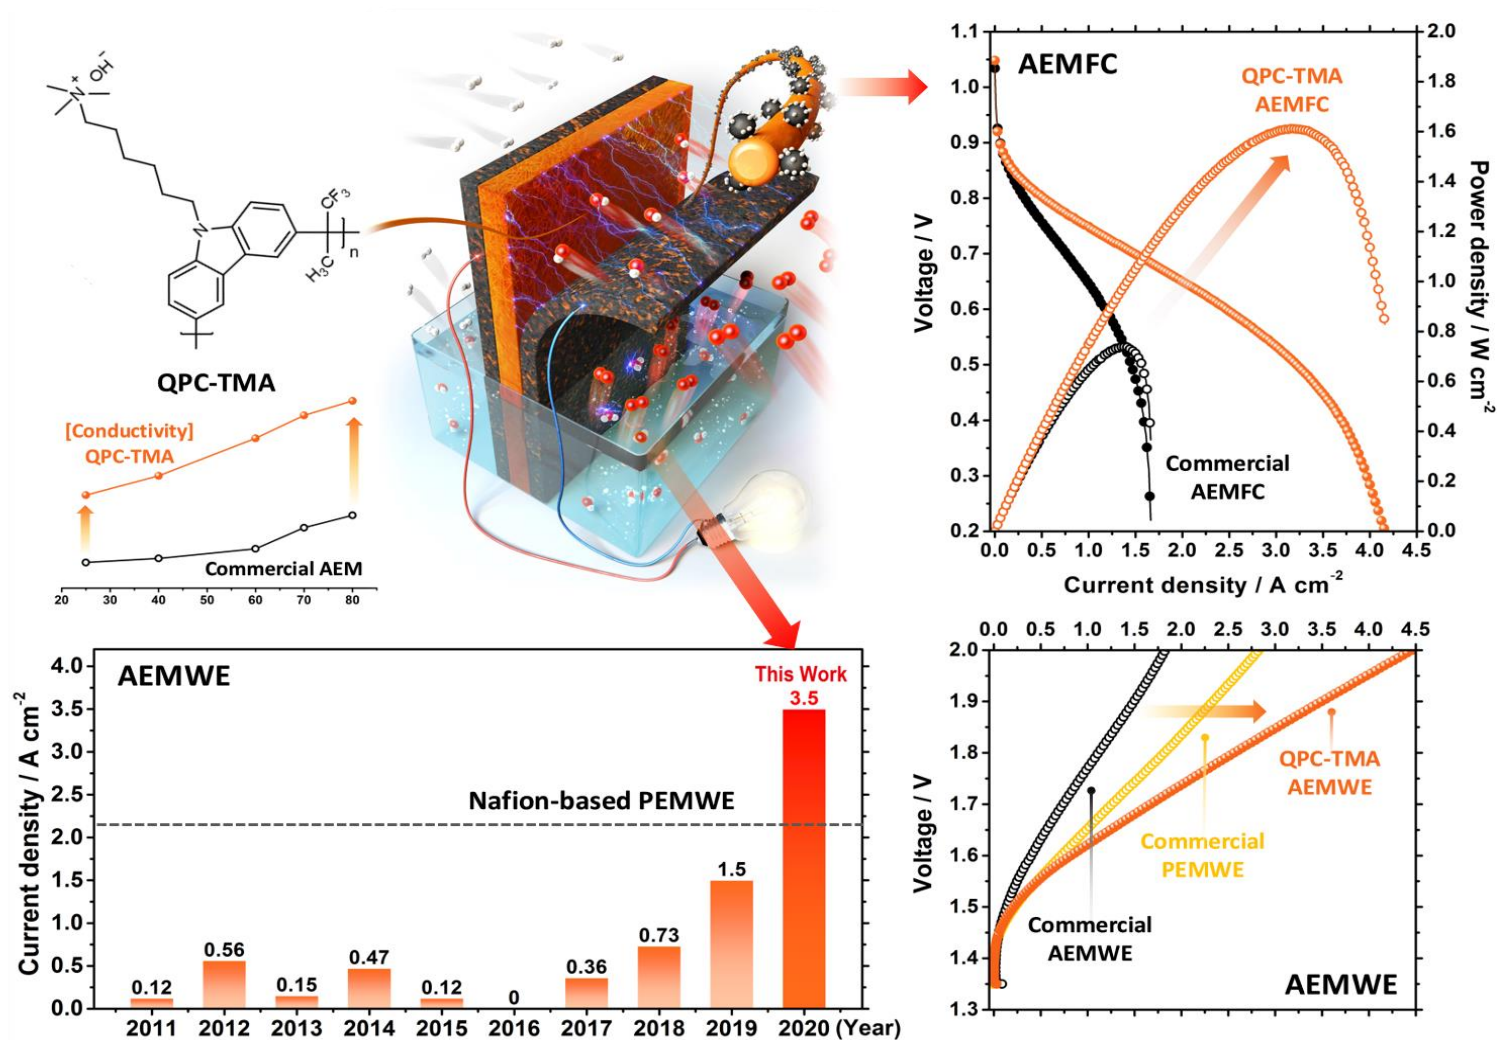 N
+
OH
-
N
CF3
n
H3C
QPC-TMA
[Conductivity]
QPC-TMA
Commercial AEM
20 30 40 50 60 70 80
AEMFC
QPC-TMA
AEMFC
Commercial
AEMFC
1.1
1.0
0.9
0.8
0.7
0.6
0.5
0.4
0.3
0.2
Voltage / V
2.0
1.8
1.6
1.4
1.2
1.0
0.8
0.6
0.4
0.2
0.0
Power density / W cm-2
0.0 0.5 1.0 1.5 2.0 2.5 3.0 3.5 4.0 4.5
Current density / A cm-2
AEMWE
This Work
3.5
Nafion-based PEMWE
4.0
3.5
3.0
2.5
2.0
1.5
1.0
0.5
0.0
Current density / A cm-2
0.12 0.56 0.15 0.47 0.12 0 0.36 0.73 1.5
2011 2012 2013 2014 2015 2016 2017 2018 2019 2020 (Year)
0.0 0.5 1.0 1.5 2.0 2.5 3.0 3.5 4.0 4.5
2.0
1.9
1.8
1.7
1.6
1.5
1.4
1.3
Voltage / V
QPC-TMA
AEMWE
Commercial
PEMWE
Commercial
AEMWE
AEMWE